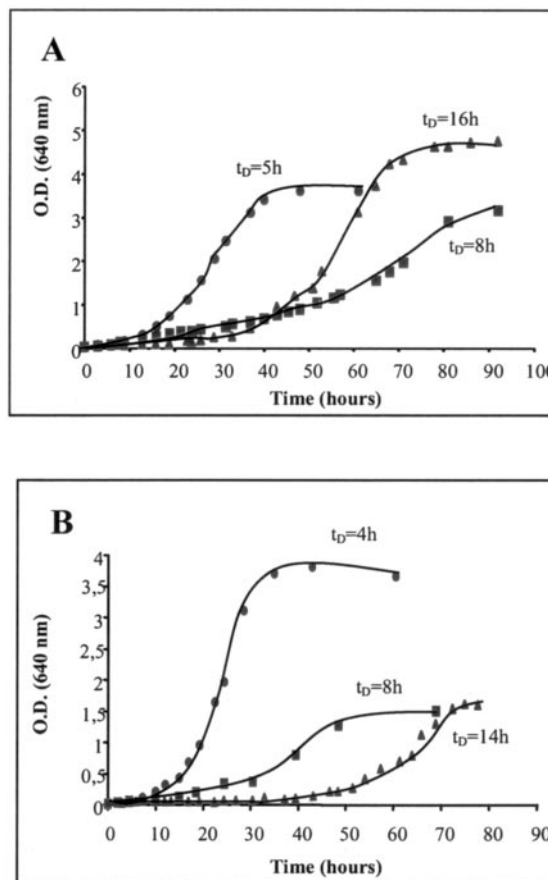 A
O.D. (640 nm)
6
5
4
3
2
1
0
tD=5h
tD=16h
tD=8h
0 10 20 30 40 50 60 70 80 90 100
Time (hours)
B
O.D. (640 nm)
4
3,5
3
2,5
2
1,5
1
0,5
0
tD=4h
tD=8h
tD=14h
0 10 20 30 40 50 60 70 80 90
Time (hours)